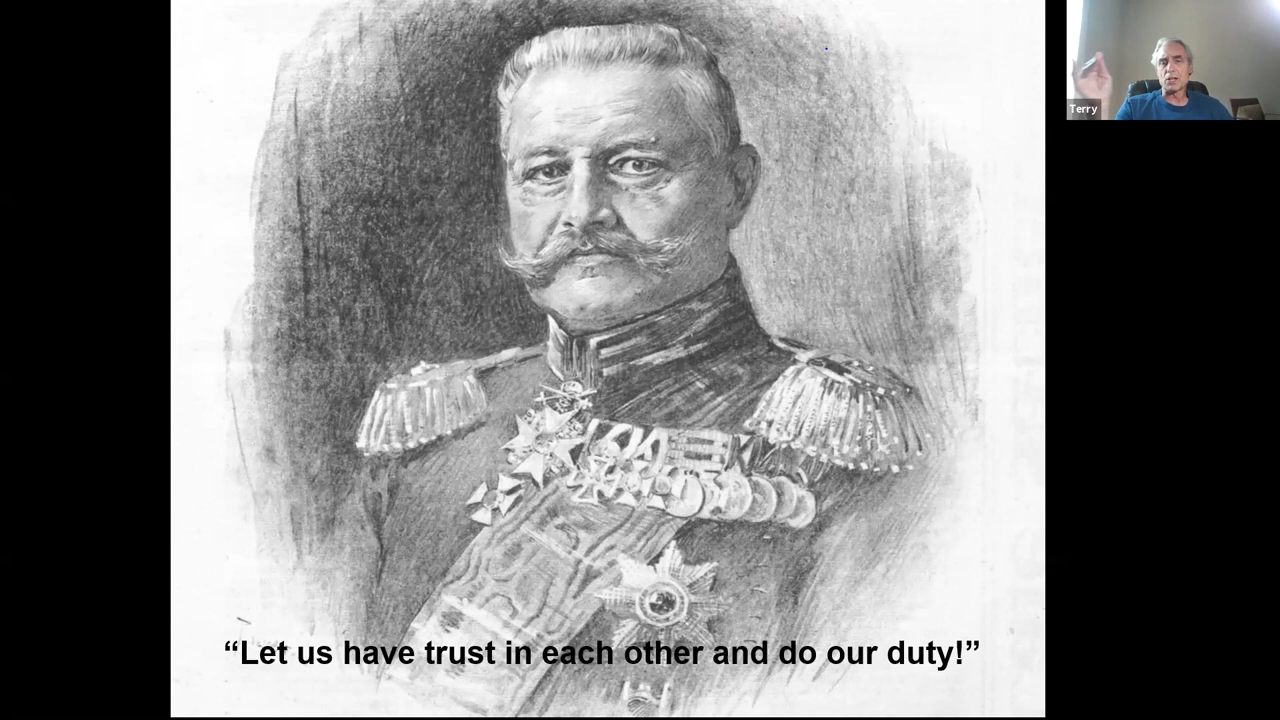 Terry
“Let us have trust in each other and do our duty!”